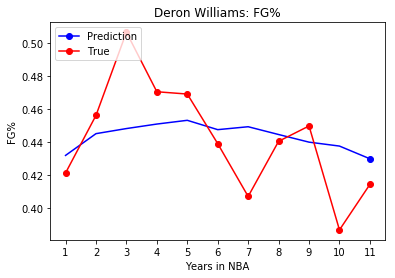 Deron Williams: FG%
Prediction
True
FG%
0.50
0.48
0.46
0.44
0.42
0.40
1 2 3 4 5 6 7 8 9 10 11
Years in NBA